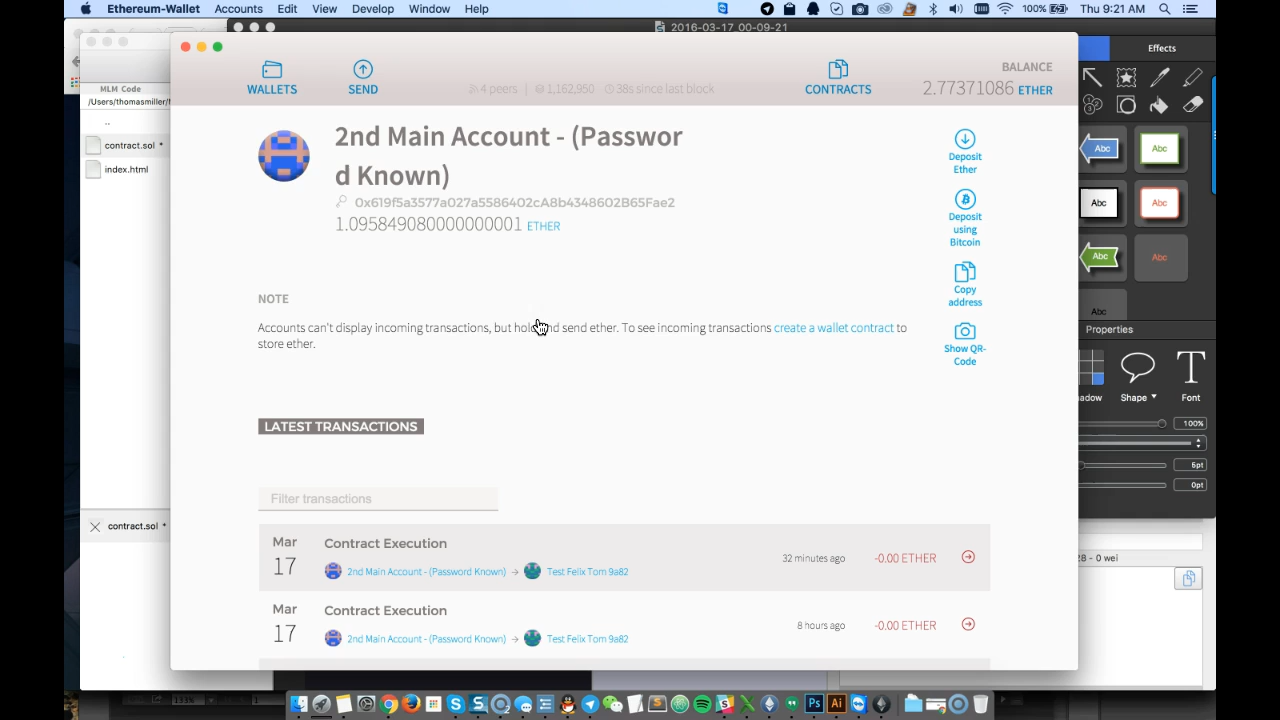 Ethereum-Wallet Accounts Edit View Develop Window Help
100% Thu 9:21 AM
2016-03-17_00-09-21
Effects
MLM Code
/Users/thomasmiller/
..
contract.sol •
index.html
WALLETS
SEND
4 peers | 1,162,950 38s since last block
CONTRACTS
BALANCE
2.77371086 ETHER
2nd Main Account - (Passwor
d Known)
0x619f5a3577a027a5586402cA8b4348602B65Fae2
1.095849080000000001 ETHER
Deposit
Ether
Deposit
using
Bitcoin
Copy
address
Show QR-
Code
NOTE
Accounts can't display incoming transactions, but hold and send ether. To see incoming transactions create a wallet contract to
store ether.
LATEST TRANSACTIONS
Filter transactions
Mar
17
Contract Execution
2nd Main Account - (Password Known) → Test Felix Tom 9a82
32 minutes ago
-0.00 ETHER
Mar
17
Contract Execution
2nd Main Account - (Password Known) → Test Felix Tom 9a82
8 hours ago
-0.00 ETHER
Abc
Abc
Abc
Abc
Abc
Abc
Abc
Properties
adow
Shape
Font
100%
5pt
0pt
contract.sol •
28 - 0 wei
133%